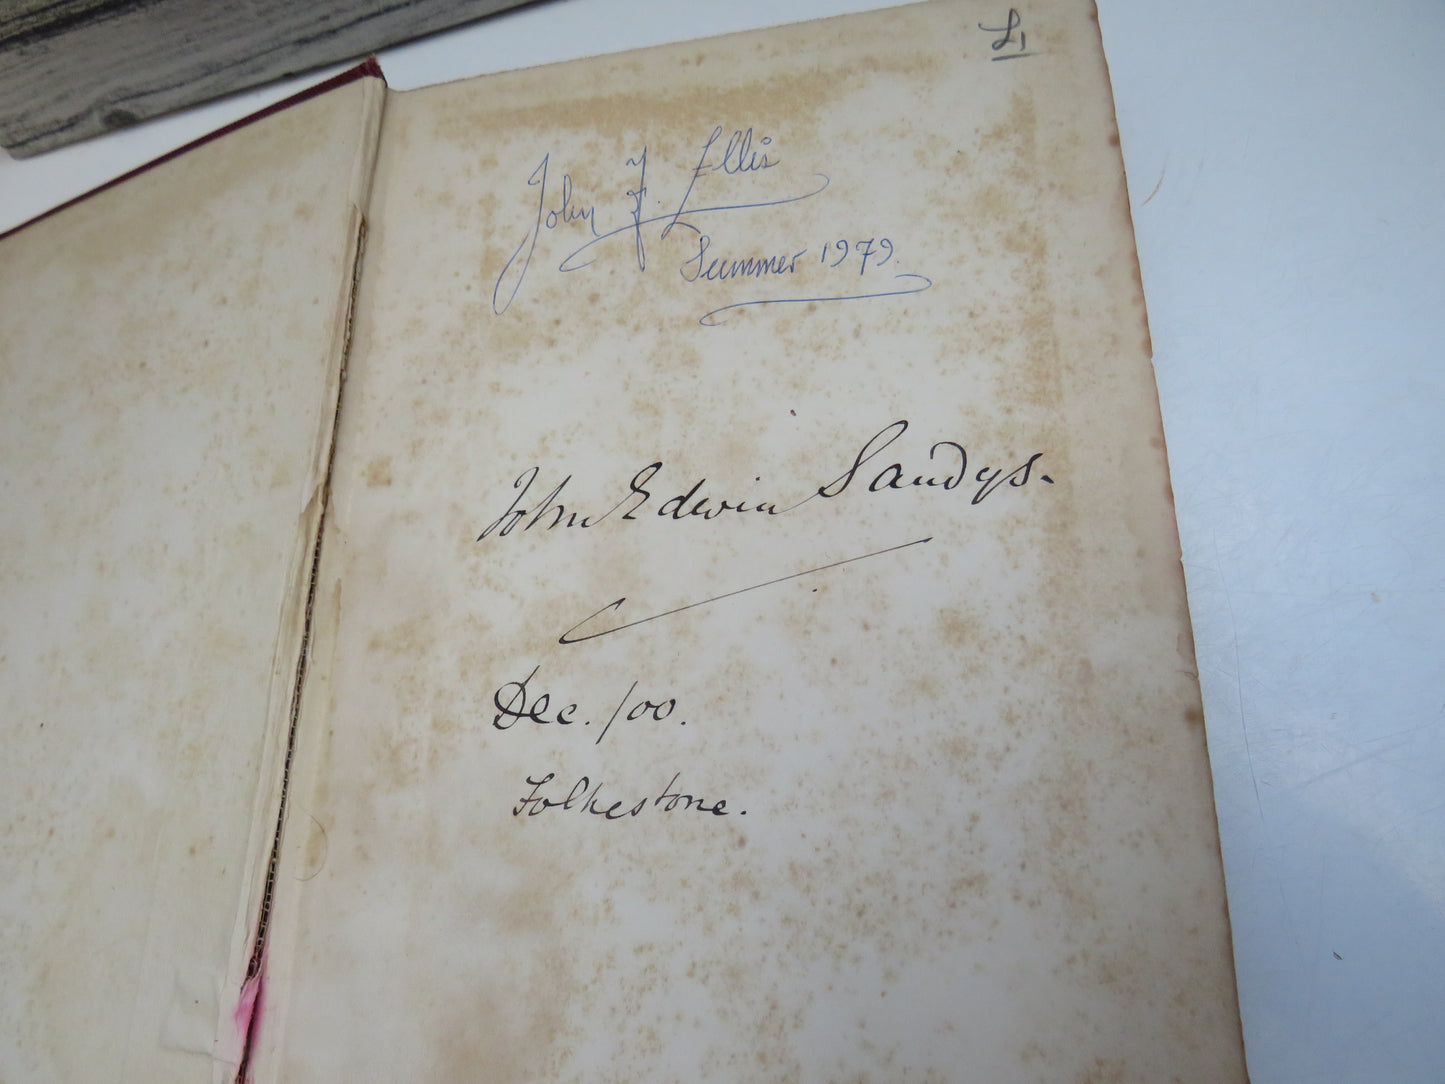 £1
John F. Ellis
Summer 1979.
John Edwin Sandys.
Dec. /00.
Folkestone.